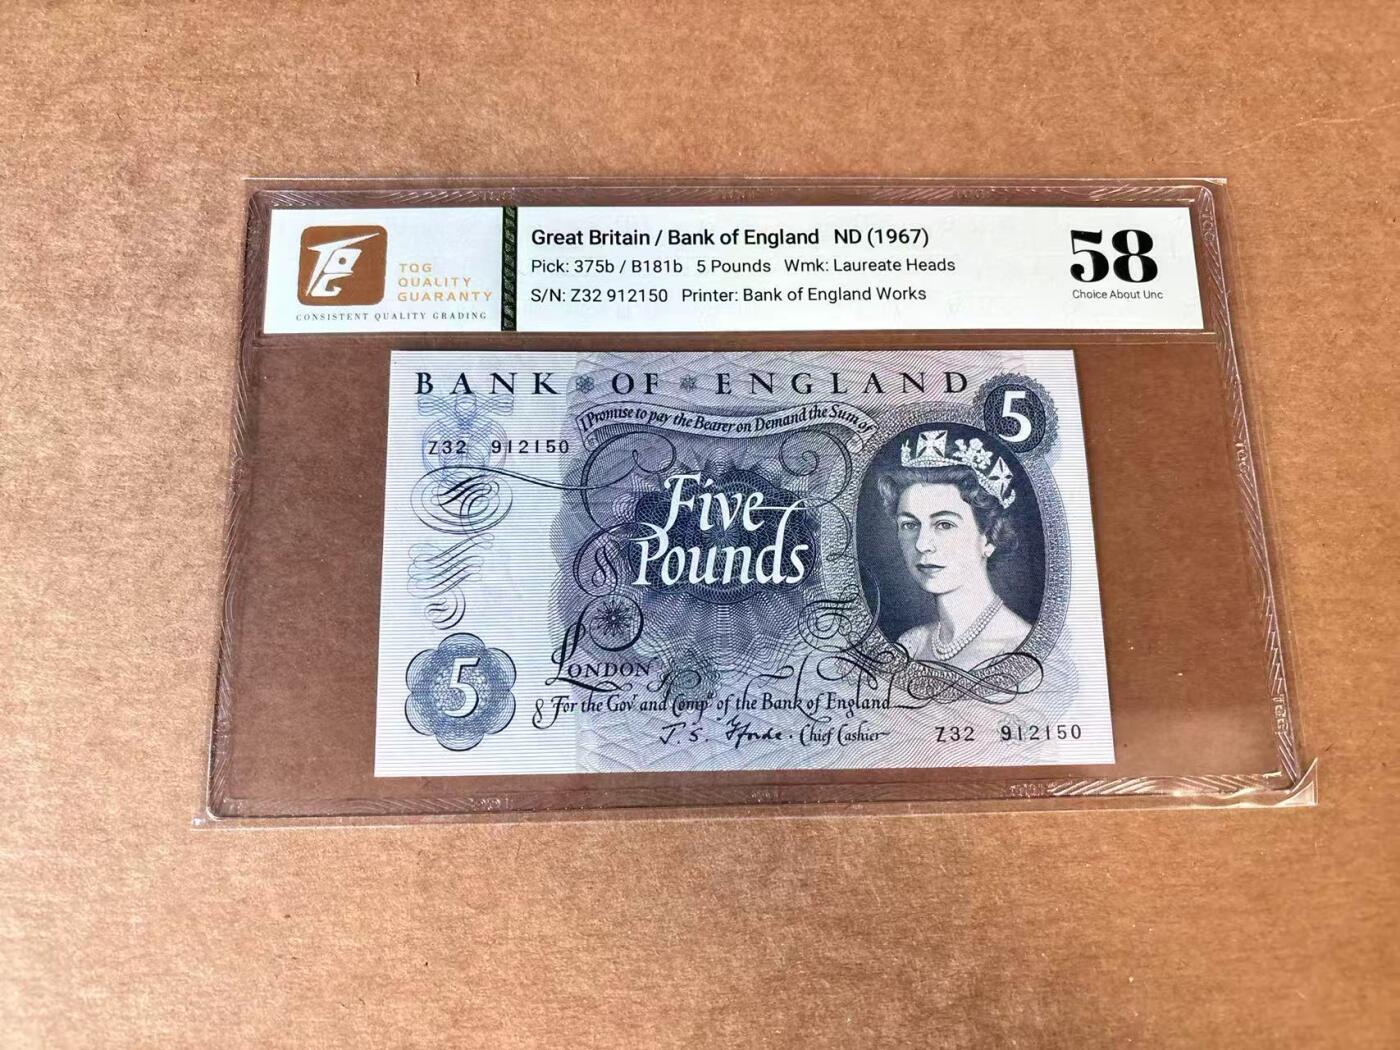 TQG
QUALITY
GUARANTY
CONSISTENT QUALITY GRADING
Great Britain / Bank of England ND (1967)
Pick: 375b / B181b 5 Pounds Wmk: Laureate Heads
S/N: Z32 912150 Printer: Bank of England Works
58
Choice About Unc
BANK OF ENGLAND
5
I Promise to pay the Bearer on Demand the Sum of
Z32 912150
Five
Pounds
LONDON
5
For the Govr and Compa of the Bank of England
J. S. Fforde. Chief Cashier
Z32 912150